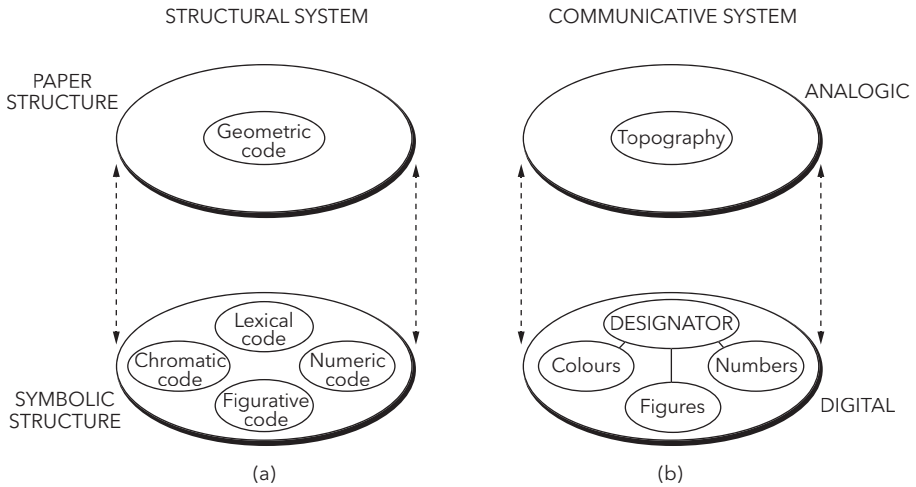 STRUCTURAL SYSTEM
COMMUNICATIVE SYSTEM
PAPER
STRUCTURE
Geometric
code
Topography
ANALOGIC
Lexical
code
Chromatic
code
Numeric
code
Figurative
code
SYMBOLIC
STRUCTURE
DESIGNATOR
Colours
Numbers
Figures
DIGITAL
(a)
(b)